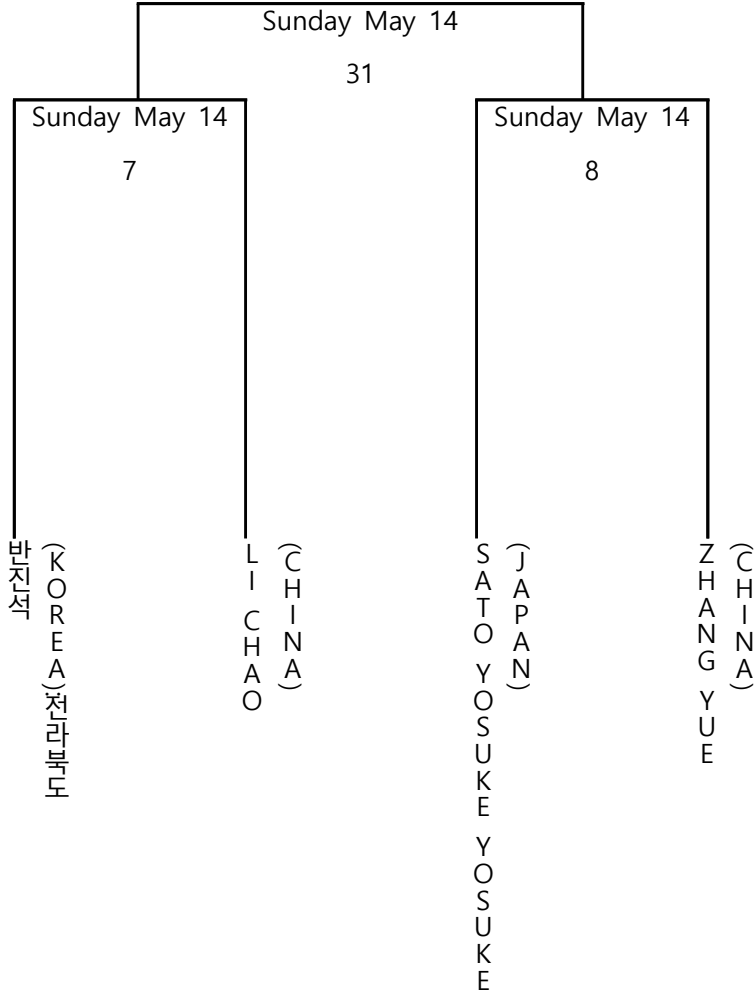 Sunday May 14
31
Sunday May 14
Sunday May 14
7
8
반진석
(KOREA):전라북도
LI CHAO
(CHINA)
SATO YOSUKE YOSUKE
(JAPAN)
ZHANG YUE
(CHINA)